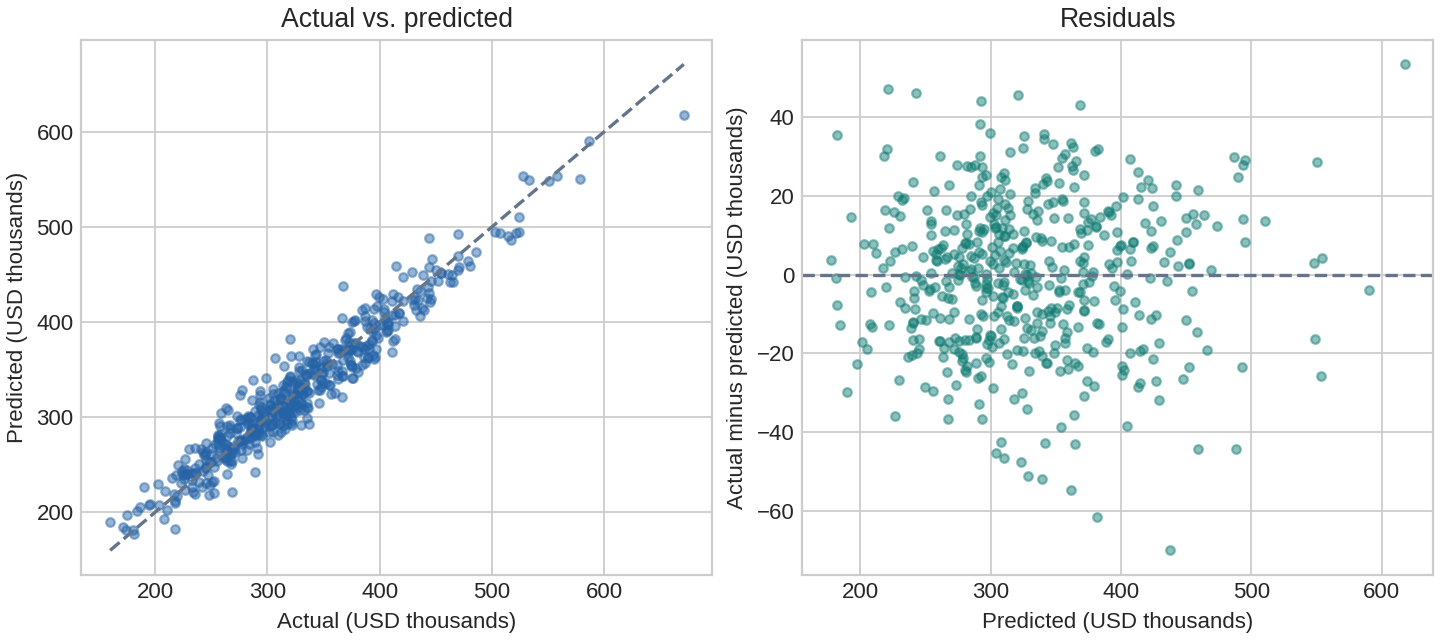 Actual vs. predicted
Predicted (USD thousands)
600
500
400
300
200
200 300 400 500 600
Actual (USD thousands)
Residuals
Actual minus predicted (USD thousands)
40
20
0
−20
−40
−60
200 300 400 500 600
Predicted (USD thousands)